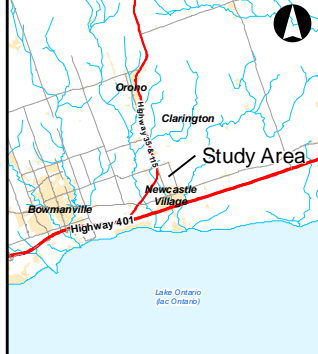 Orono
Highway 35 & 115
Clarington
Study Area
Newcastle
Village
Bowmanville
Highway 401
Lake Ontario
(lac Ontario)